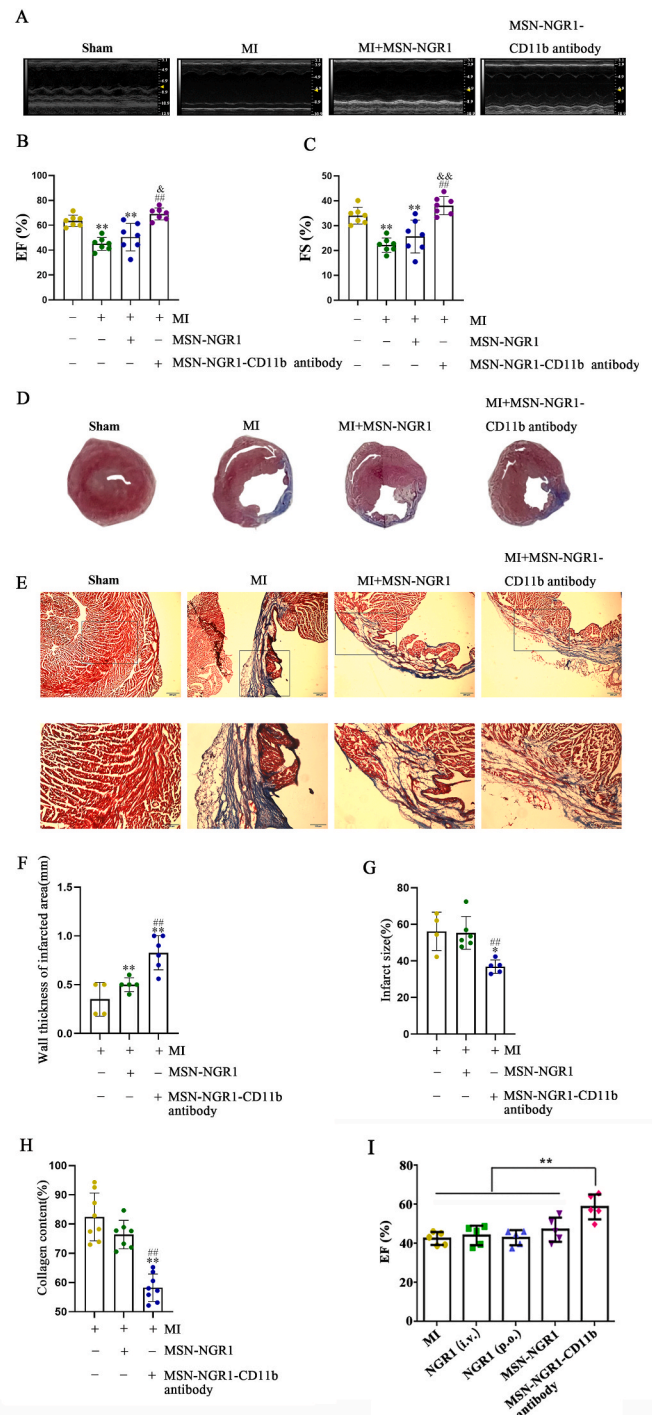 A
Sham
MI
MI+MSN-NGR1
MSN-NGR1-
CD11b antibody
B
EF (%)
100
80
60
40
20
0
**
**
&
##
− + + + MI
− − + − MSN-NGR1
− − − + MSN-NGR1-CD11b antibody
C
FS (%)
50
40
30
20
10
0
**
**
&&
##
− + + + MI
− − + − MSN-NGR1
− − − + MSN-NGR1-CD11b antibody
D
Sham
MI
MI+MSN-NGR1
MI+MSN-NGR1-
CD11b antibody
E
Sham
MI
MI+MSN-NGR1
MI+MSN-NGR1-
CD11b antibody
F
Wall thickness of infarcted area(mm)
1.5
1.0
0.5
0.0
**
##
**
+ + + MI
− + − MSN-NGR1
− − + MSN-NGR1-CD11b
antibody
G
Infarct size(%)
80
60
40
20
0
##
*
+ + + MI
− + − MSN-NGR1
− − + MSN-NGR1-CD11b
antibody
H
Collagen content(%)
100
90
80
70
60
50
##
**
+ + + MI
− + − MSN-NGR1
− − + MSN-NGR1-CD11b
antibody
I
EF (%)
80
60
40
20
0
**
MI
NGR1 (i.v.)
NGR1 (p.o.)
MSN-NGR1
MSN-NGR1-CD11b
antibody